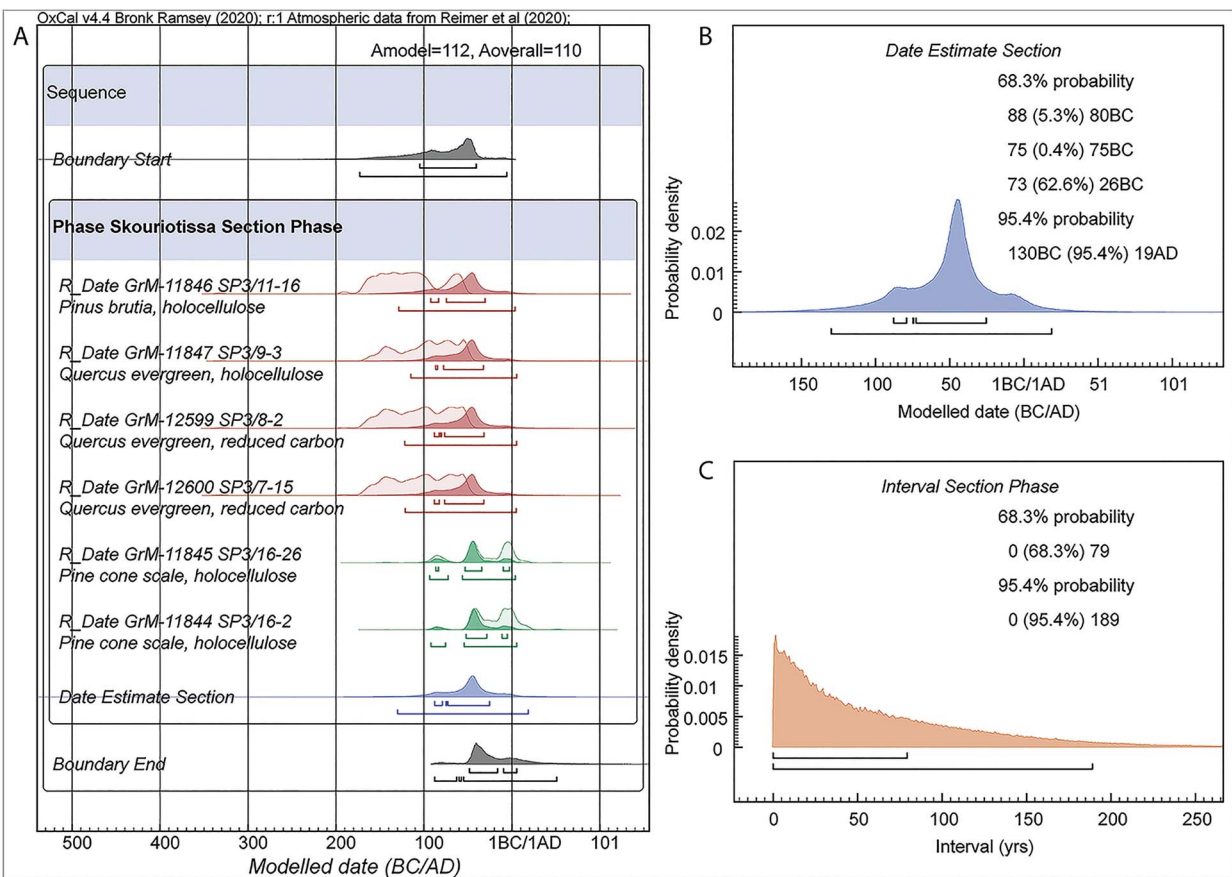 OxCal v4.4 Bronk Ramsey (2020); r:1 Atmospheric data from Reimer et al (2020);
A
Amodel=112, Aoverall=110
Sequence
Boundary Start
Phase Skouriotissa Section Phase
R_Date GrM-11846 SP3/11-16
Pinus brutia, holocellulose
R_Date GrM-11847 SP3/9-3
Quercus evergreen, holocellulose
R_Date GrM-12599 SP3/8-2
Quercus evergreen, reduced carbon
R_Date GrM-12600 SP3/7-15
Quercus evergreen, reduced carbon
R_Date GrM-11845 SP3/16-26
Pine cone scale, holocellulose
R_Date GrM-11844 SP3/16-2
Pine cone scale, holocellulose
Date Estimate Section
Boundary End
500 400 300 200 100 1BC/1AD 101
Modelled date (BC/AD)
B
Date Estimate Section
68.3% probability
88 (5.3%) 80BC
75 (0.4%) 75BC
73 (62.6%) 26BC
95.4% probability
130BC (95.4%) 19AD
Probability density
0.02
0.01
0
150 100 50 1BC/1AD 51 101
Modelled date (BC/AD)
C
Interval Section Phase
68.3% probability
0 (68.3%) 79
95.4% probability
0 (95.4%) 189
Probability density
0.015
0.01
0.005
0
0 50 100 150 200 250
Interval (yrs)